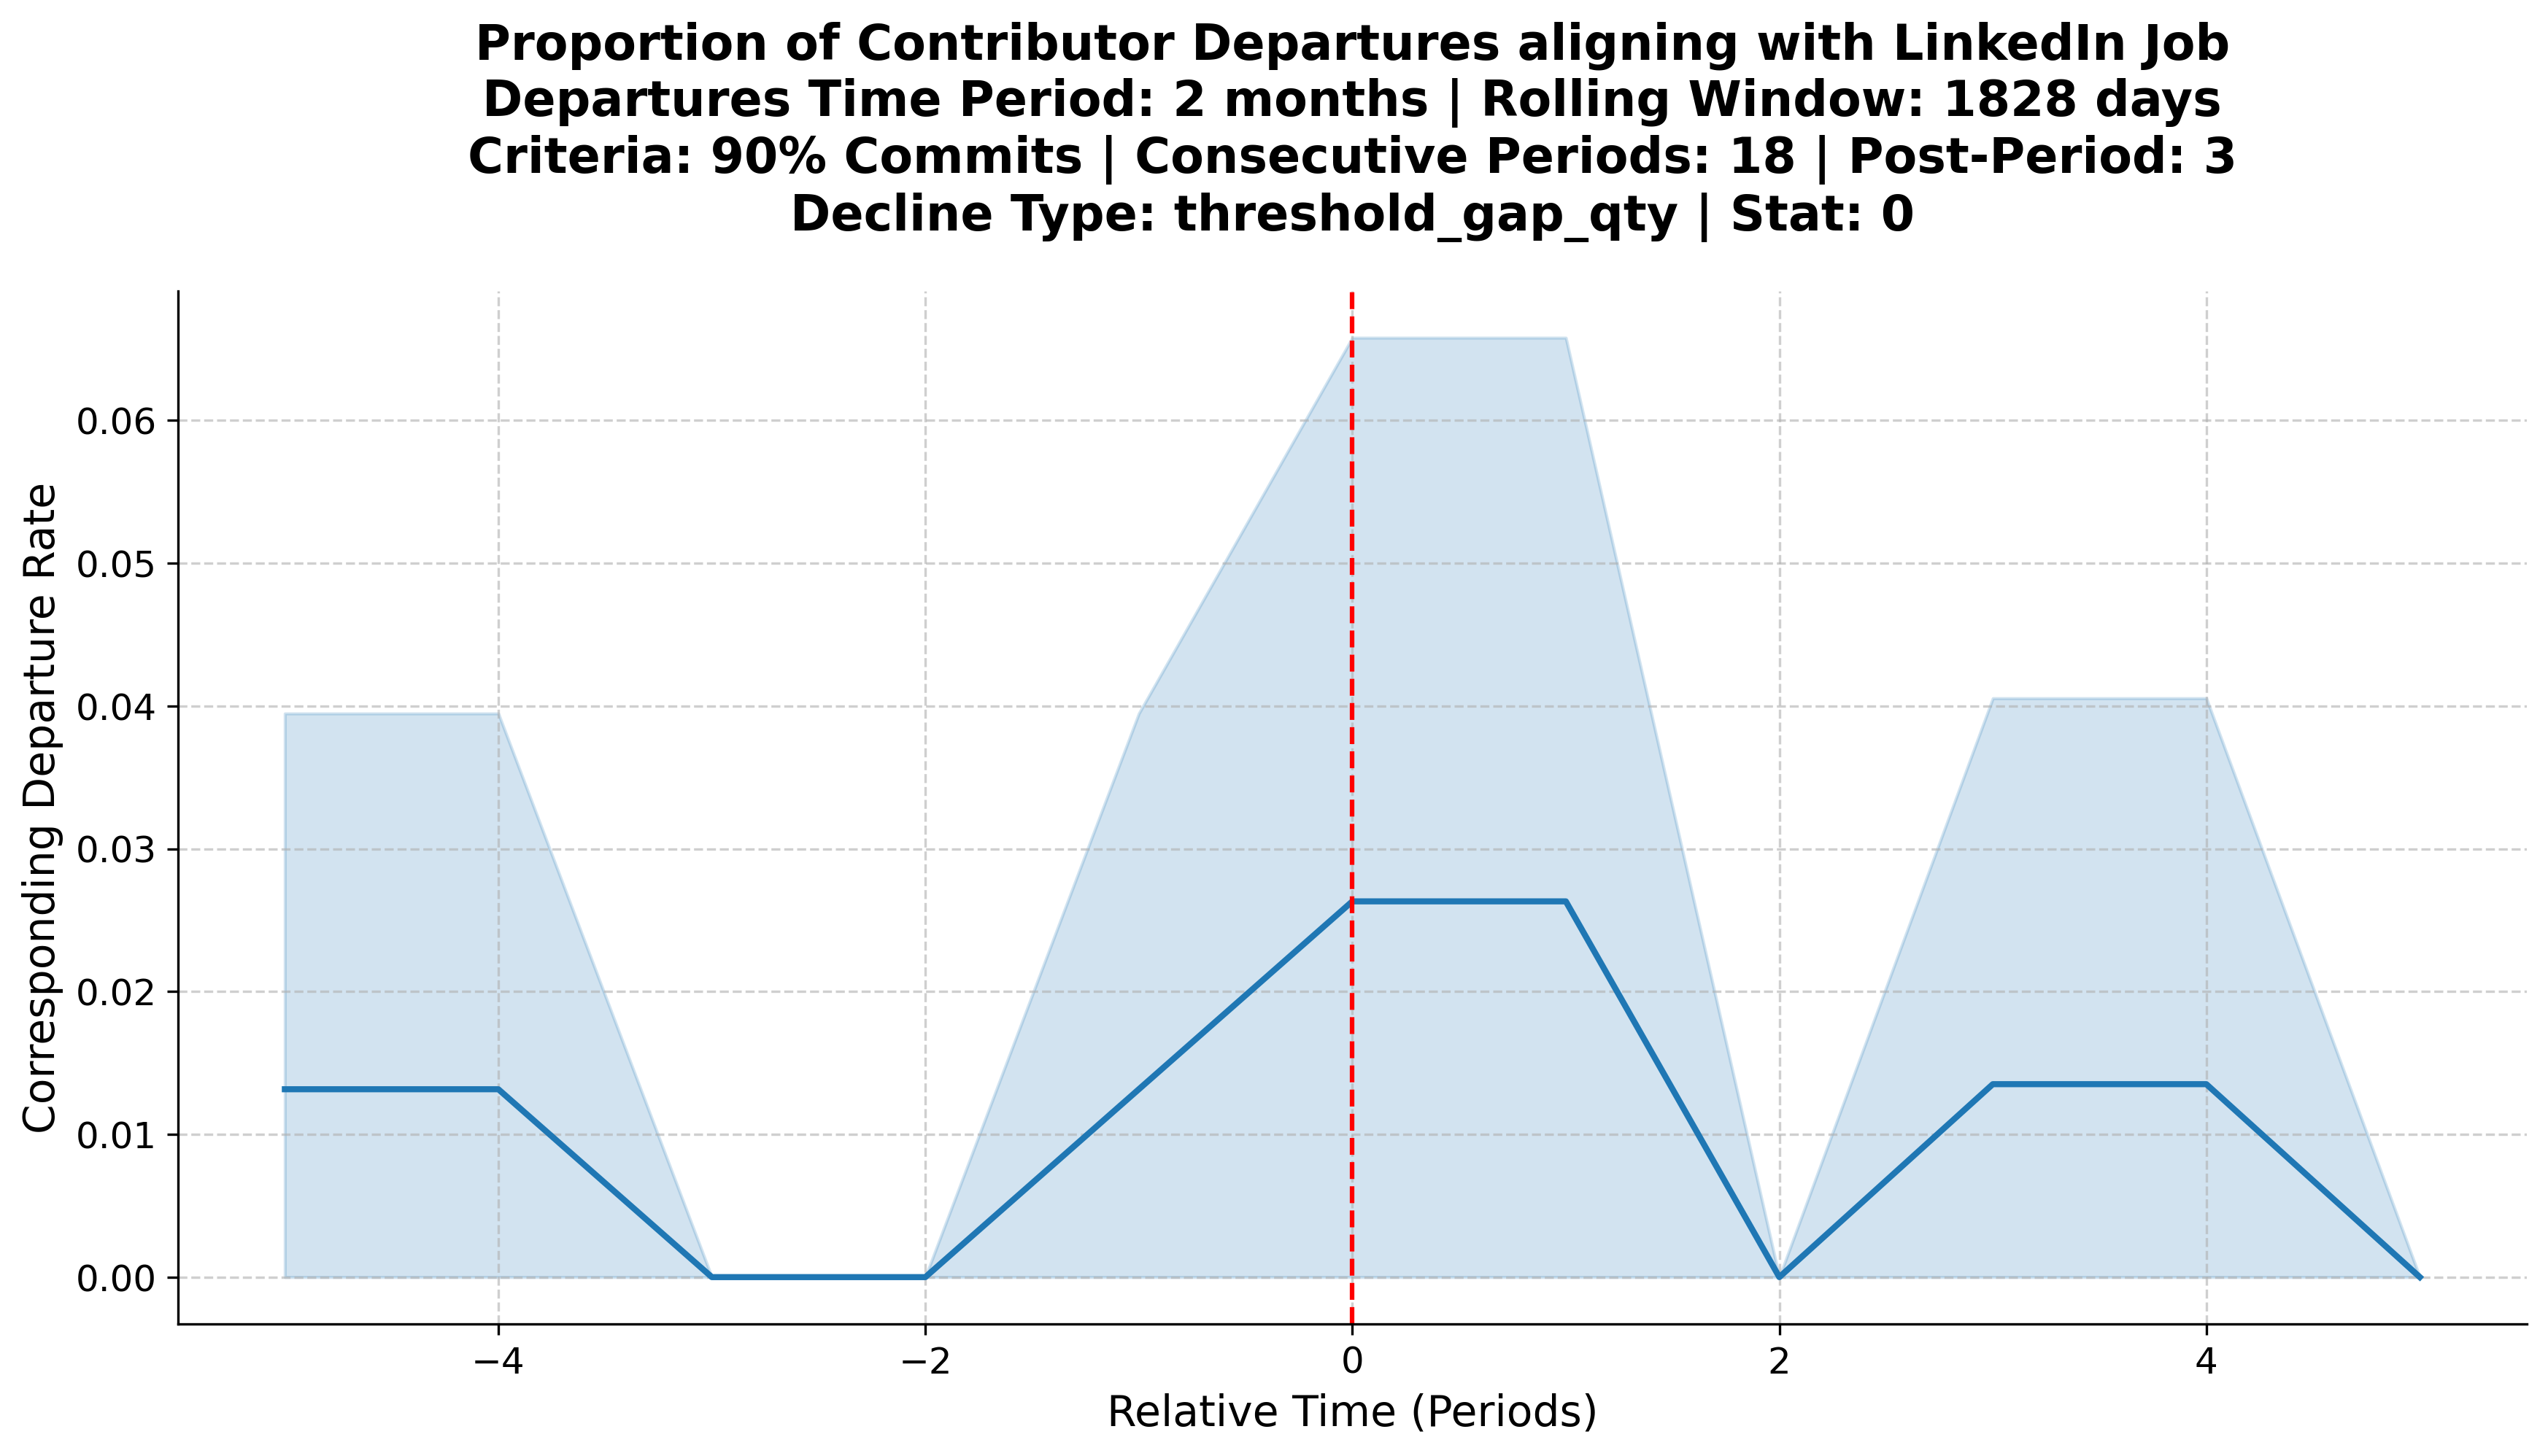 Proportion of Contributor Departures aligning with LinkedIn Job
Departures Time Period: 2 months | Rolling Window: 1828 days
Criteria: 90% Commits | Consecutive Periods: 18 | Post-Period: 3
Decline Type: threshold_gap_qty | Stat: 0
Corresponding Departure Rate
0.06
0.05
0.04
0.03
0.02
0.01
0.00
−4
−2
0
2
4
Relative Time (Periods)